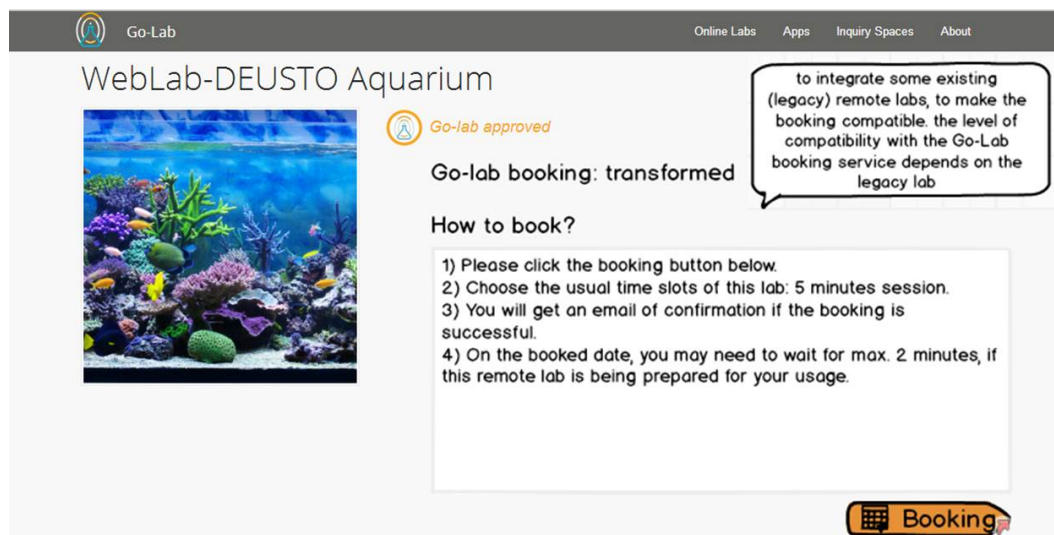 Go-Lab
Online Labs Apps Inquiry Spaces About
WebLab-DEUSTO Aquarium
to integrate some existing
(legacy) remote labs, to make the
booking compatible. the level of
compatibility with the Go-Lab
booking service depends on the
legacy lab
Go-lab approved
Go-lab booking: transformed
How to book?
1) Please click the booking button below.
2) Choose the usual time slots of this lab: 5 minutes session.
3) You will get an email of confirmation if the booking is
successful.
4) On the booked date, you may need to wait for max. 2 minutes, if
this remote lab is being prepared for your usage.
Booking